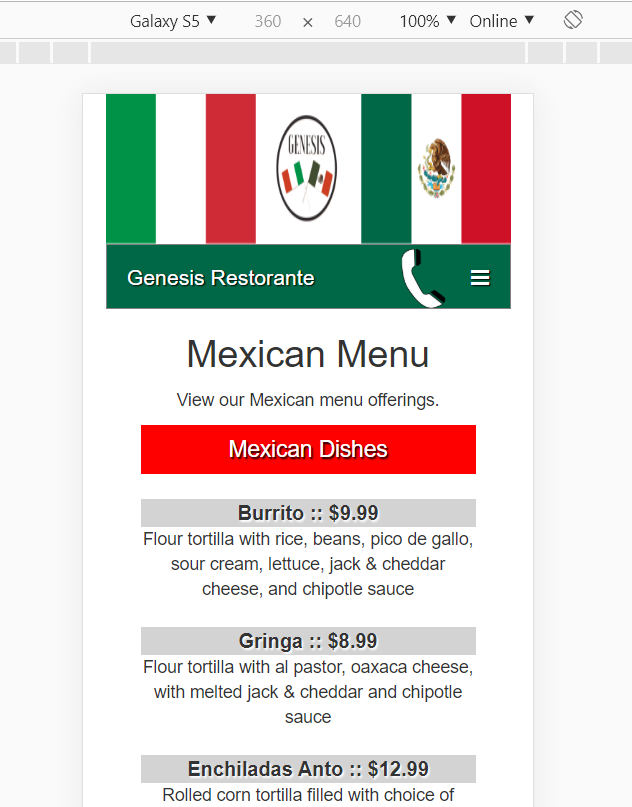 Galaxy S5 ▼ 360 × 640 100% ▼ Online ▼
GENESIS
Genesis Restorante
Mexican Menu
View our Mexican menu offerings.
Mexican Dishes
Burrito :: $9.99
Flour tortilla with rice, beans, pico de gallo,
sour cream, lettuce, jack & cheddar
cheese, and chipotle sauce
Gringa :: $8.99
Flour tortilla with al pastor, oaxaca cheese,
with melted jack & cheddar and chipotle
sauce
Enchiladas Anto :: $12.99
Rolled corn tortilla filled with choice of